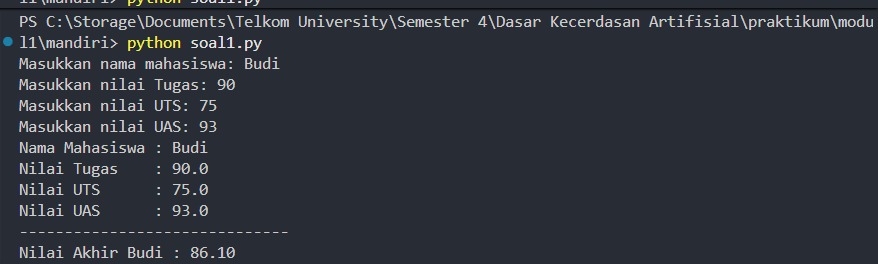 l1\mandiri> python soal1.py
PS C:\Storage\Documents\Telkom University\Semester 4\Dasar Kecerdasan Artifisial\praktikum\modu
l1\mandiri> python soal1.py
Masukkan nama mahasiswa: Budi
Masukkan nilai Tugas: 90
Masukkan nilai UTS: 75
Masukkan nilai UAS: 93
Nama Mahasiswa : Budi
Nilai Tugas    : 90.0
Nilai UTS      : 75.0
Nilai UAS      : 93.0
------------------------------
Nilai Akhir Budi : 86.10